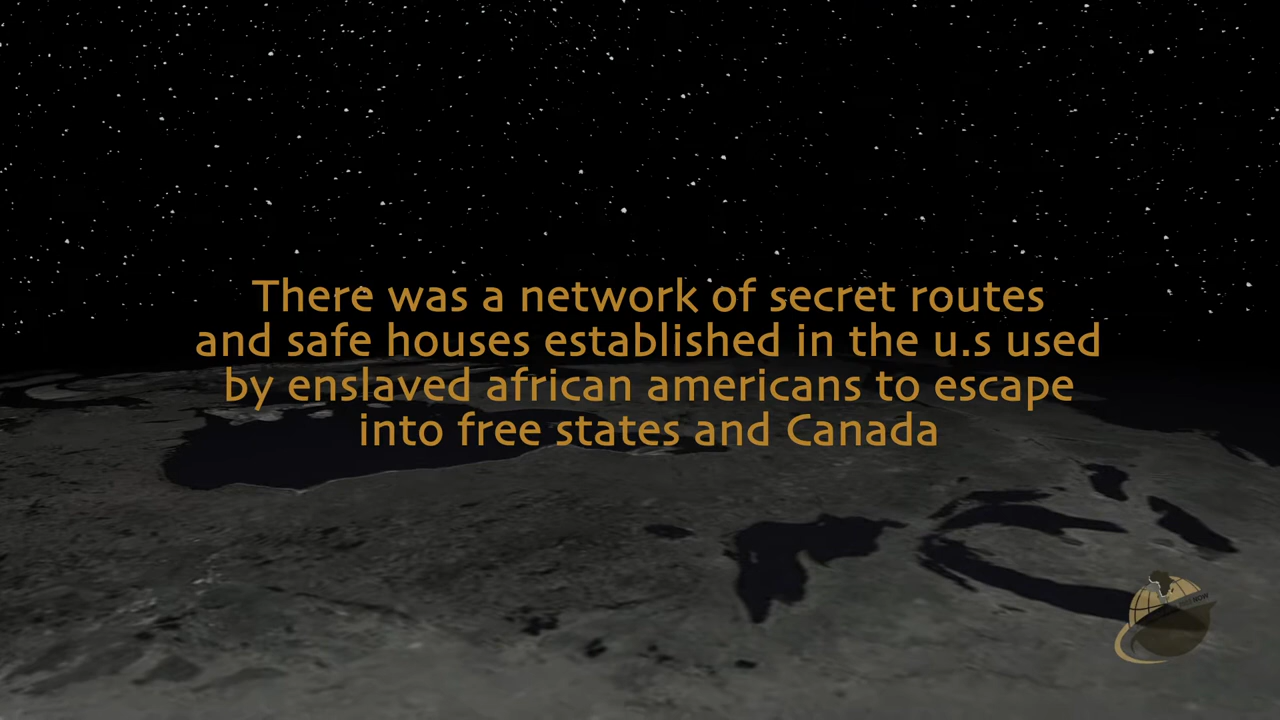 There was a network of secret routes
and safe houses established in the u.s used
by enslaved african americans to escape
into free states and Canada
NOW